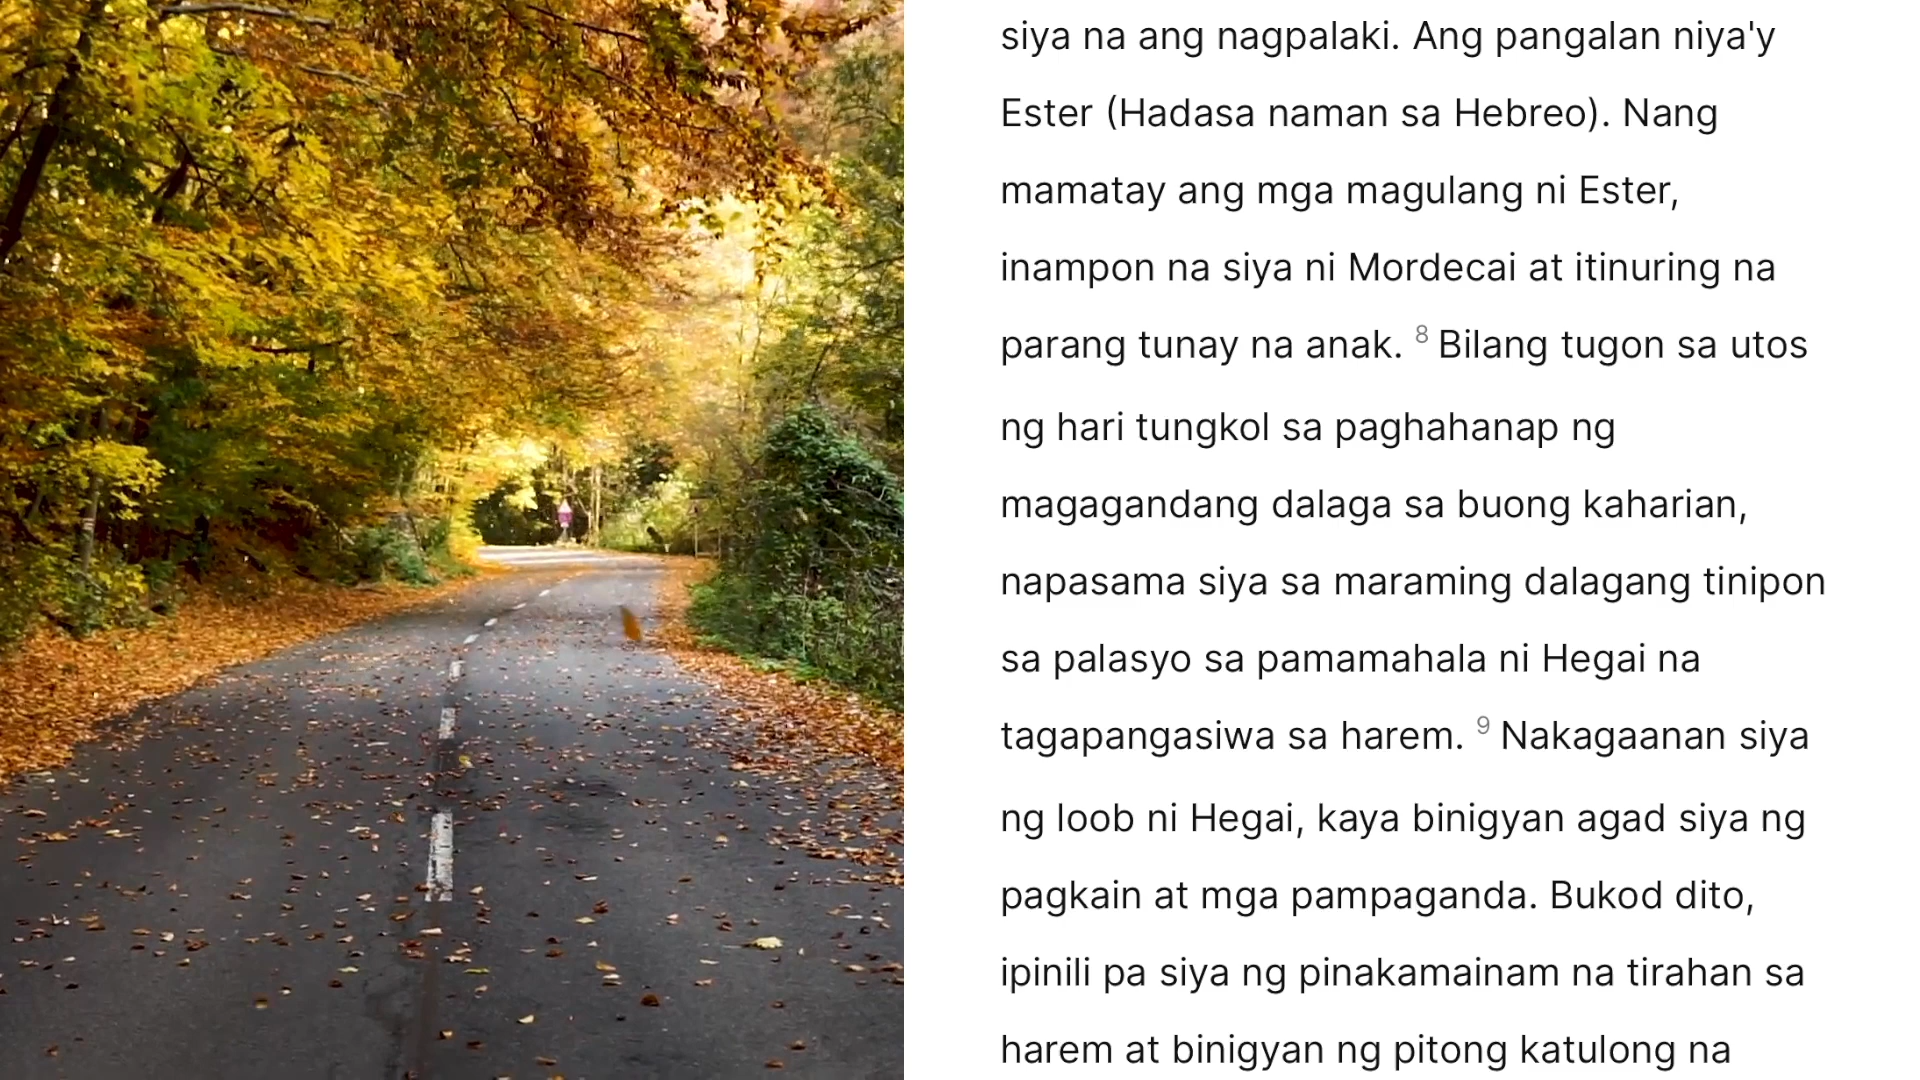 siya na ang nagpalaki. Ang pangalan niya'y
Ester (Hadasa naman sa Hebreo). Nang
mamatay ang mga magulang ni Ester,
inampon na siya ni Mordecai at itinuring na
parang tunay na anak. 8 Bilang tugon sa utos
ng hari tungkol sa paghahanap ng
magagandang dalaga sa buong kaharian,
napasama siya sa maraming dalagang tinipon
sa palasyo sa pamamahala ni Hegai na
tagapangasiwa sa harem. 9 Nakagaanan siya
ng loob ni Hegai, kaya binigyan agad siya ng
pagkain at mga pampaganda. Bukod dito,
ipinili pa siya ng pinakamainam na tirahan sa
harem at binigyan ng pitong katulong na